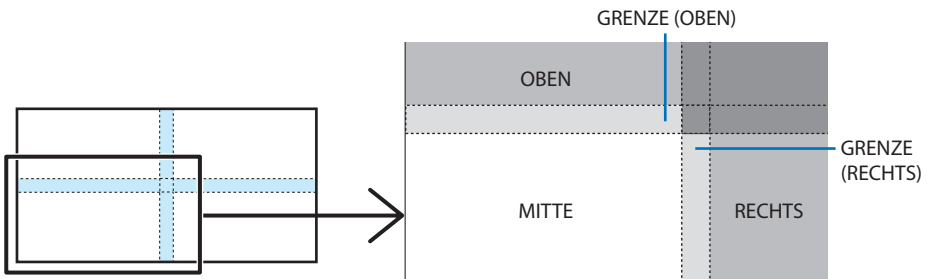 GRENZE (OBEN)
OBEN
GRENZE
(RECHTS)
MITTE
RECHTS